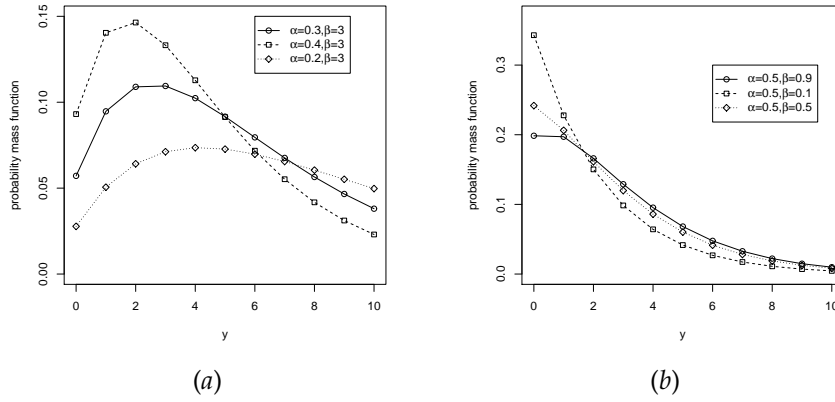 probability mass function
0.00
0.05
0.10
0.15
0
2
4
6
8
10
y
α=0.3,β=3
α=0.4,β=3
α=0.2,β=3
(a)
probability mass function
0.0
0.1
0.2
0.3
0
2
4
6
8
10
y
α=0.5,β=0.9
α=0.5,β=0.1
α=0.5,β=0.5
(b)